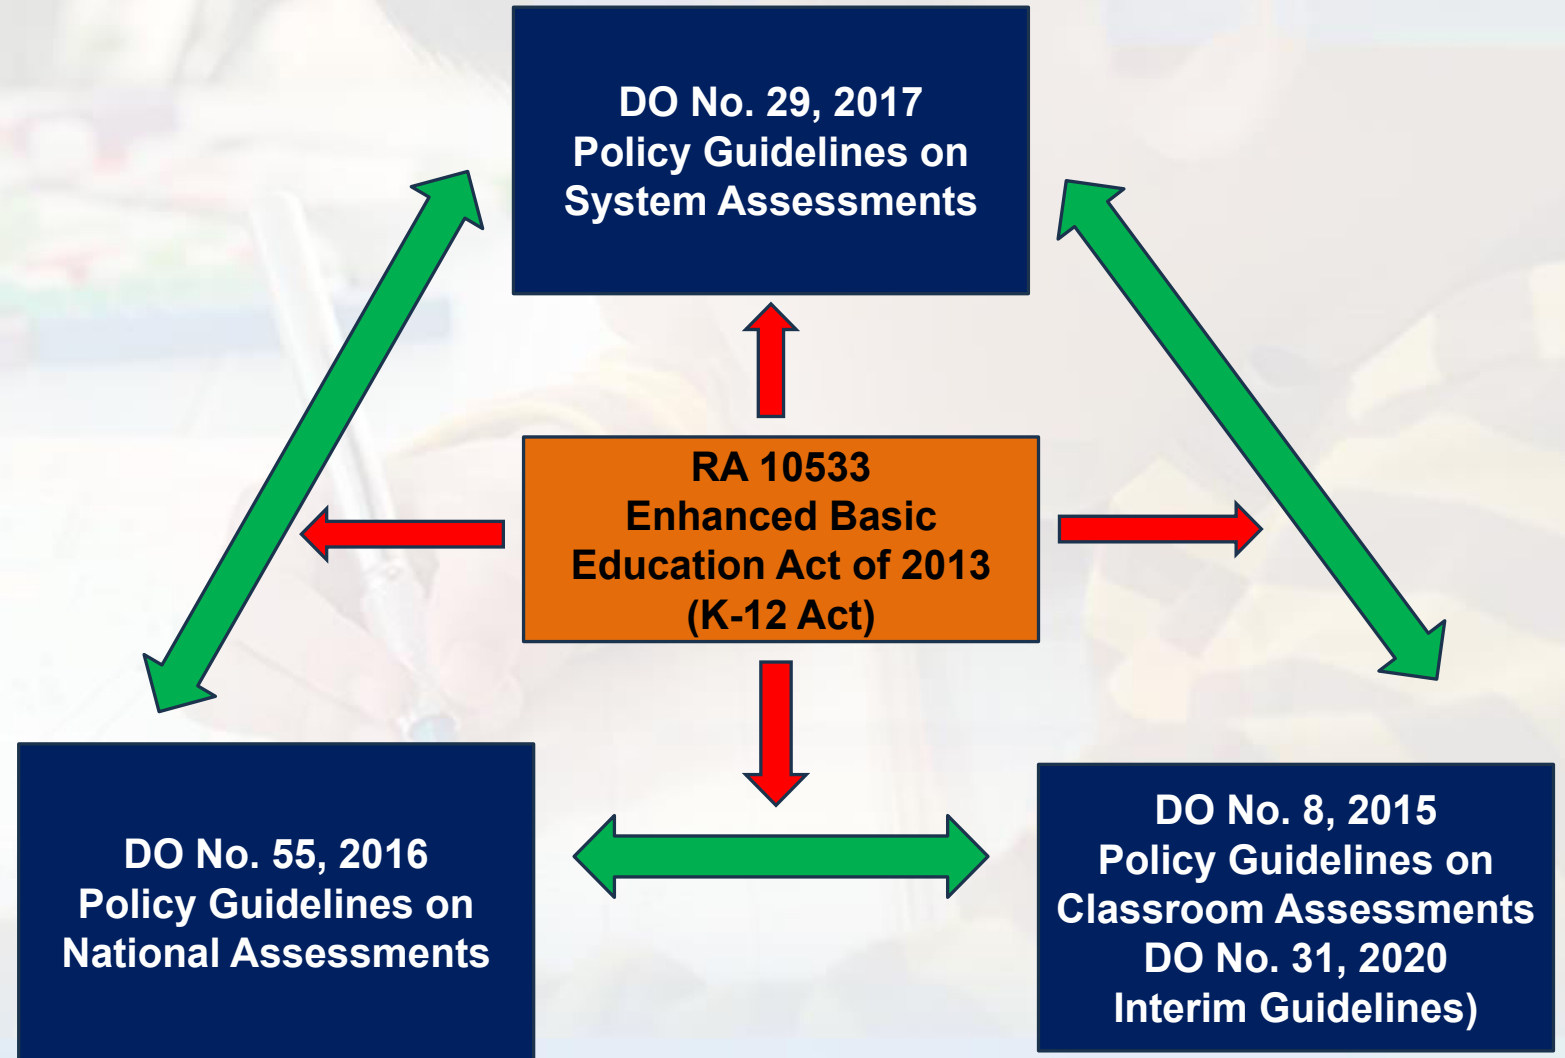 DO No. 29, 2017
Policy Guidelines on
System Assessments
RA 10533
Enhanced Basic
Education Act of 2013
(K-12 Act)
DO No. 55, 2016
Policy Guidelines on
National Assessments
DO No. 8, 2015
Policy Guidelines on
Classroom Assessments
DO No. 31, 2020
Interim Guidelines)